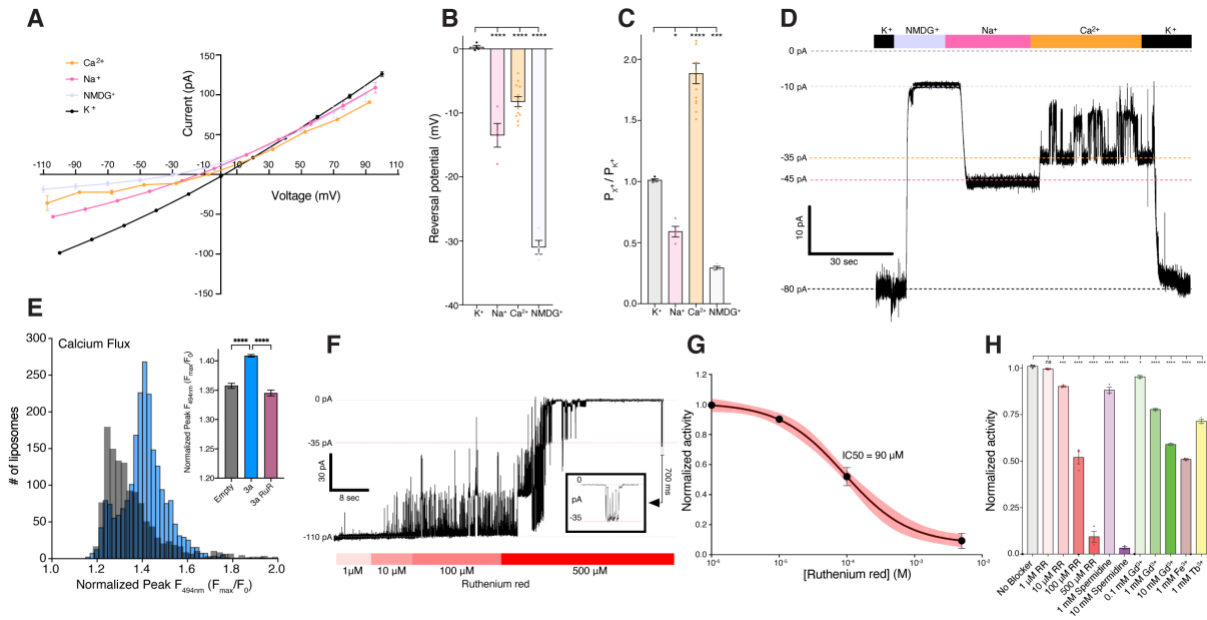 A
Ca²⁺
Na⁺
NMDG⁺
K⁺
Current (pA)
150
100
50
-50
-100
-150
-110 -90 -70 -50 -30 -10 10 30 50 70 90 110
Voltage (mV)
B
****
****
****
Reversal potential (mV)
0
-10
-20
-30
-40
K⁺ Na⁺ Ca²⁺ NMDG⁺
C
*
****
***
P_X⁺ / P_K⁺
2.0
1.5
1.0
0.5
0.0
K⁺ Na⁺ Ca²⁺ NMDG⁺
D
K⁺ NMDG⁺ Na⁺ Ca²⁺ K⁺
0 pA
-10 pA
-35 pA
-45 pA
-80 pA
10 pA
30 sec
E
Calcium Flux
# of liposomes
300
250
200
150
100
50
0
1.0 1.2 1.4 1.6 1.8 2.0
Normalized Peak F494nm (Fmax/F0)
**** ****
Normalized Peak F494nm (Fmax/F0)
1.40
1.35
1.30
1.25
1.20
Empty
3a
3a RuR
F
0 pA
-35 pA
-110 pA
30 pA
8 sec
0
pA
-35
700 ms
1µM 10 µM 100 µM 500 µM
Ruthenium red
G
Normalized activity
1.4
1.2
1.0
0.8
0.6
0.4
0.2
0.0
IC50 = 90 µM
10⁻⁶ 10⁻⁵ 10⁻⁴ 10⁻³ 10⁻²
[Ruthenium red] (M)
H
ns
Normalized activity
1.0
0.75
0.50
0.25
0.0
No Blocker
1 µM RR
10 µM RR
100 µM RR
500 µM RR
1 mM Spermidine
10 mM Spermidine
0.1 mM Gd³⁺
1 mM Gd³⁺
10 mM Gd³⁺
1 mM Fe³⁺
1 mM Tb³⁺